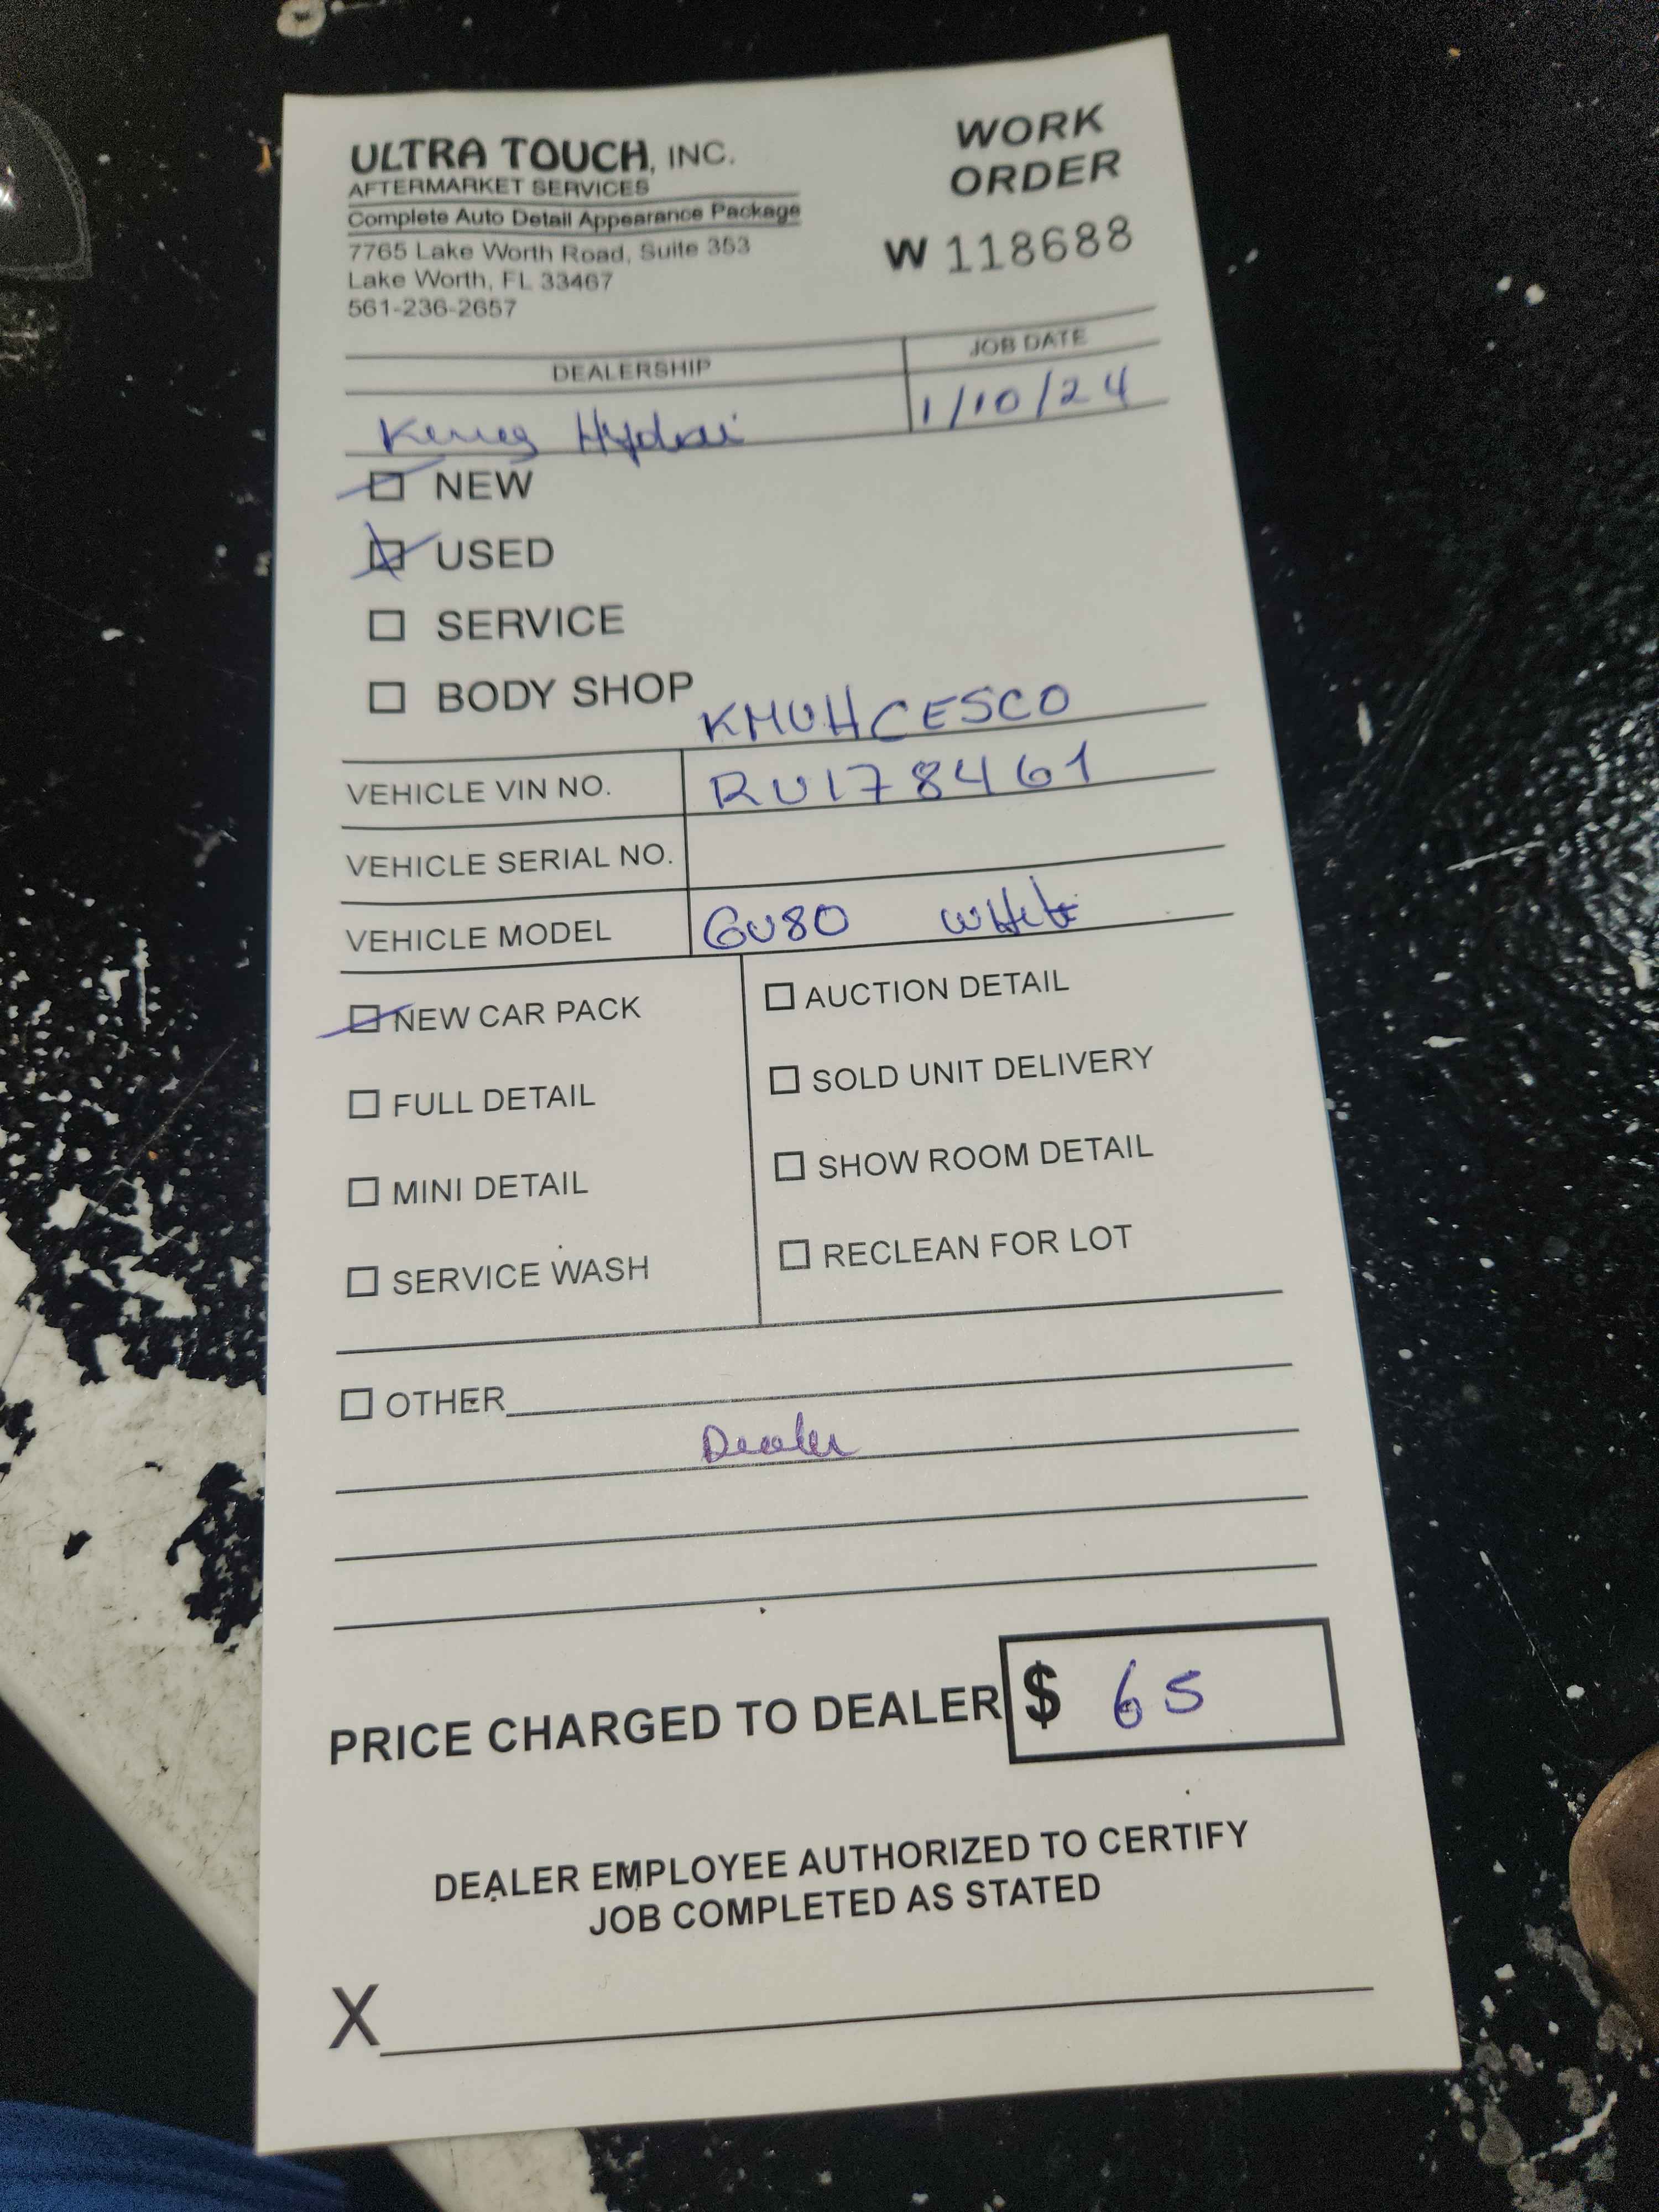 ULTRA TOUCH, INC.
AFTERMARKET SERVICES
Complete Auto Detail Appearance Package
7765 Lake Worth Road, Suite 353
Lake Worth, FL 33467
561-236-2657
WORK
ORDER
W 118688
DEALERSHIP
JOB DATE
1/10/24
NEW
USED
SERVICE
BODY SHOP
KMUHCESCO
VEHICLE VIN NO. RU178461
VEHICLE SERIAL NO.
VEHICLE MODEL GU80 WHite
NEW CAR PACK
FULL DETAIL
MINI DETAIL
SERVICE WASH
AUCTION DETAIL
SOLD UNIT DELIVERY
SHOW ROOM DETAIL
RECLEAN FOR LOT
OTHER
Dealer
PRICE CHARGED TO DEALER $ 65
DEALER EMPLOYEE AUTHORIZED TO CERTIFY
JOB COMPLETED AS STATED
X